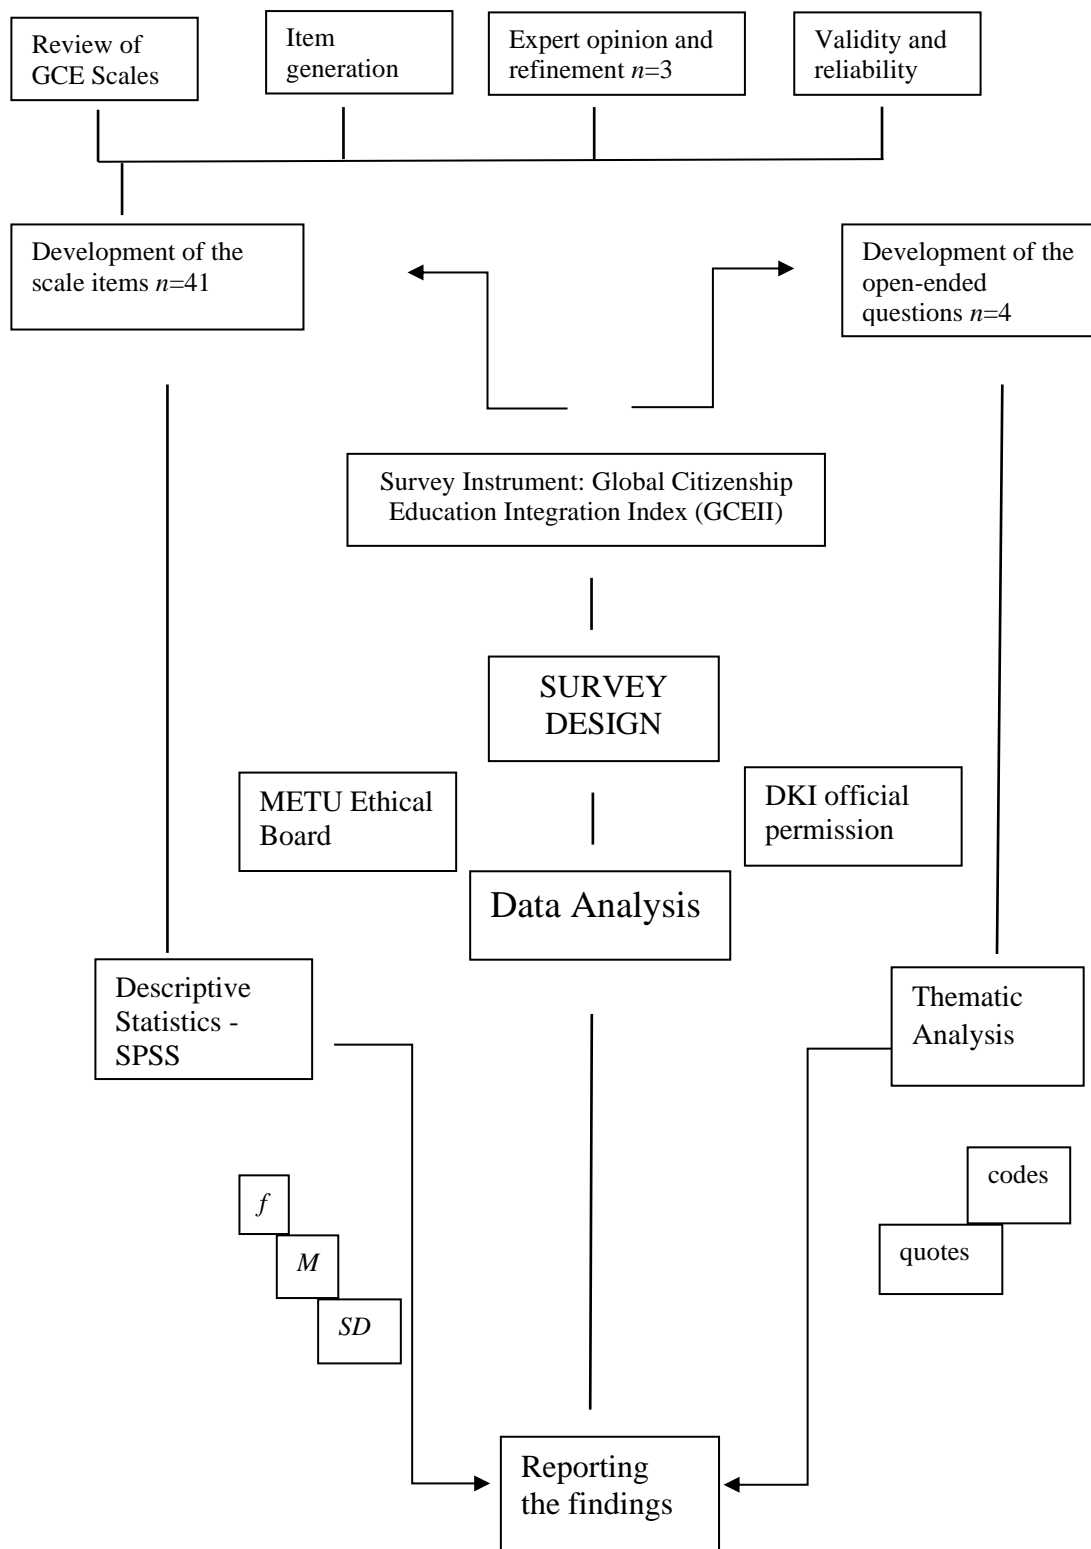 Review of
GCE Scales
Item
generation
Expert opinion and
refinement n=3
Validity and
reliability
Development of the
scale items n=41
Development of the
open-ended
questions n=4
Survey Instrument: Global Citizenship
Education Integration Index (GCEII)
SURVEY
DESIGN
METU Ethical
Board
DKI official
permission
Data Analysis
Descriptive
Statistics -
SPSS
Thematic
Analysis
f
M
SD
codes
quotes
Reporting
the findings